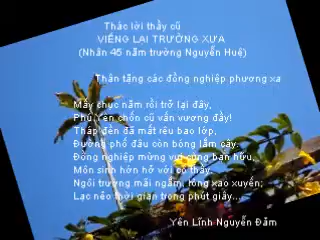 Thác lời thầy cũ
VIẾNG LẠI TRƯỜNG XƯA
(Nhân 45 năm trường Nguyễn Huệ)
Thân tặng các đồng nghiệp phương xa
Mấy chục năm rồi trở lại đây,
Phú Yên chốn cũ vẫn vương đầy!
Tháp đèn đã mất rêu bao lớp,
Đường phố đâu còn bóng lắm cây.
Đồng nghiệp mừng vui cùng bạn hữu,
Môn sinh hớn hở với cô thầy.
Ngôi trường mãi ngắm, lòng xao xuyến;
Lạc nẻo thời gian trong phút giây...
Yên Lĩnh Nguyễn Đăm